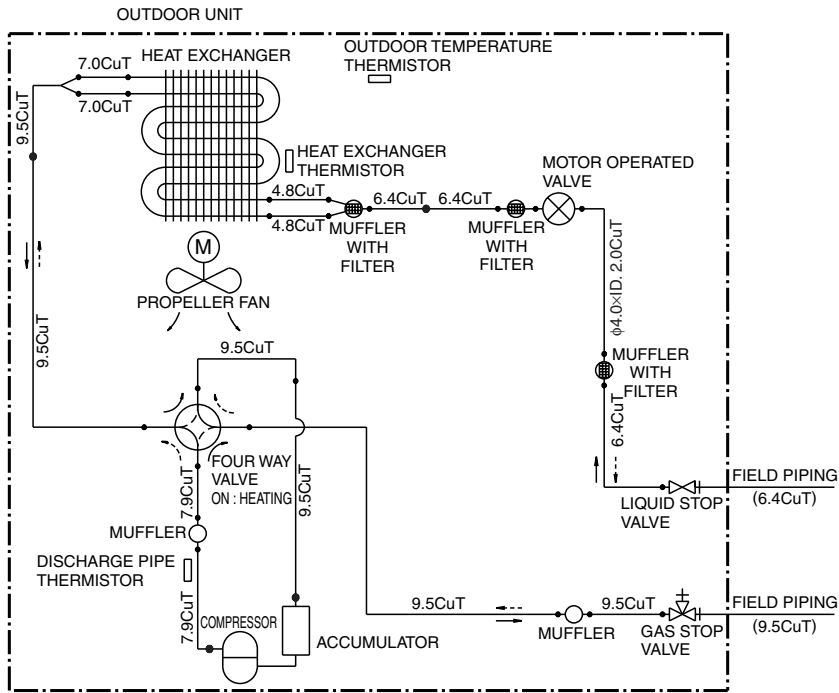 OUTDOOR UNIT
7.0CuT
HEAT EXCHANGER
OUTDOOR TEMPERATURE
THERMISTOR
7.0CuT
9.5CuT
HEAT EXCHANGER
THERMISTOR
MOTOR OPERATED
VALVE
4.8CuT
6.4CuT
6.4CuT
4.8CuT
MUFFLER
WITH
FILTER
MUFFLER
WITH
FILTER
M
PROPELLER FAN
ϕ4.0×ID. 2.0CuT
9.5CuT
9.5CuT
MUFFLER
WITH
FILTER
6.4CuT
FOUR WAY
VALVE
ON : HEATING
7.9CuT
9.5CuT
FIELD PIPING
(6.4CuT)
LIQUID STOP
VALVE
MUFFLER
DISCHARGE PIPE
THERMISTOR
7.9CuT
COMPRESSOR
ACCUMULATOR
9.5CuT
9.5CuT
MUFFLER
GAS STOP
VALVE
FIELD PIPING
(9.5CuT)